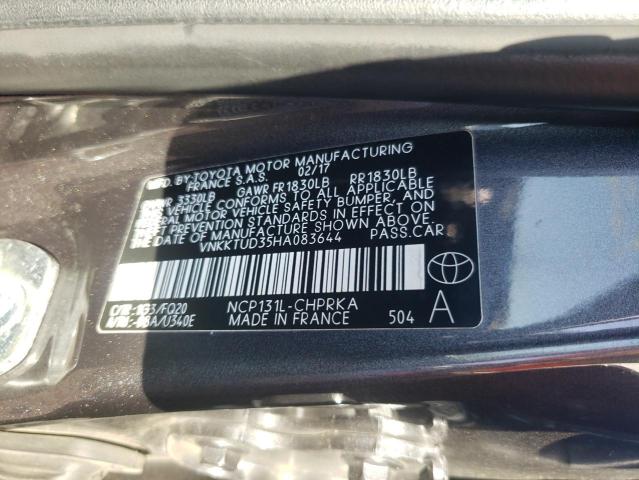 MFD. BY:TOYOTA MOTOR MANUFACTURING
FRANCE S.A.S. 02/17
GVWR 3330LB GAWR FR1830LB RR1830LB
THIS VEHICLE CONFORMS TO ALL APPLICABLE
FEDERAL MOTOR VEHICLE SAFETY, BUMPER, AND
THEFT PREVENTION STANDARDS IN EFFECT ON
THE DATE OF MANUFACTURE SHOWN ABOVE.
VNKKTUD35HA083644 PASS.CAR
C/TR: /FQ20 NCP131L-CHPRKA
A/TM: /U340E MADE IN FRANCE 504 A